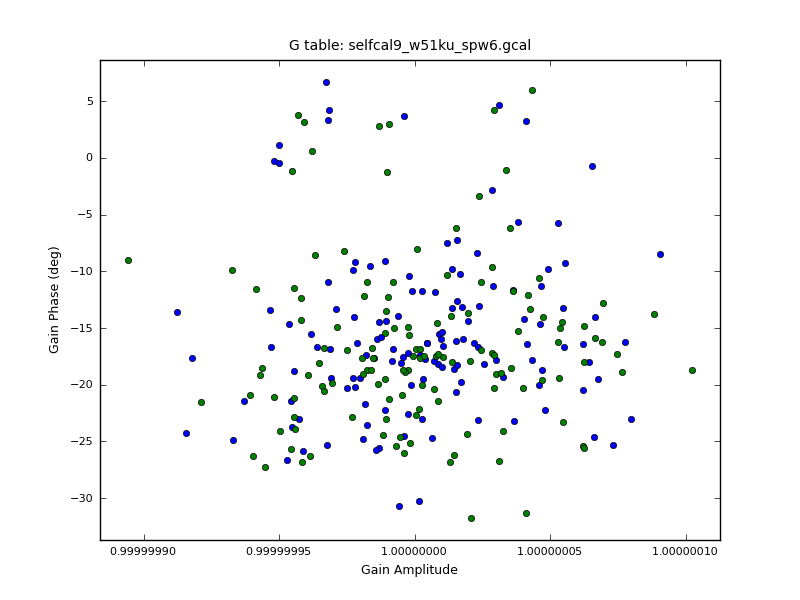 G table: selfcal9_w51ku_spw6.gcal
5
0
−5
−10
−15
−20
−25
−30
Gain Phase (deg)
0.99999990 0.99999995 1.00000000 1.00000005 1.00000010
Gain Amplitude